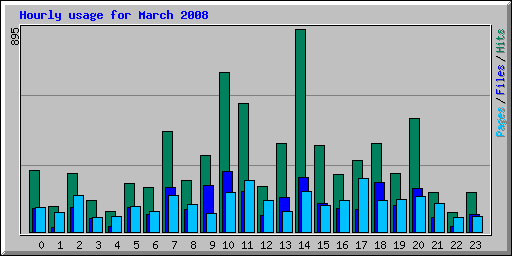 Hourly usage for March 2008
895
Pages/Files/Hits
0 1 2 3 4 5 6 7 8 9 10 11 12 13 14 15 16 17 18 19 20 21 22 23